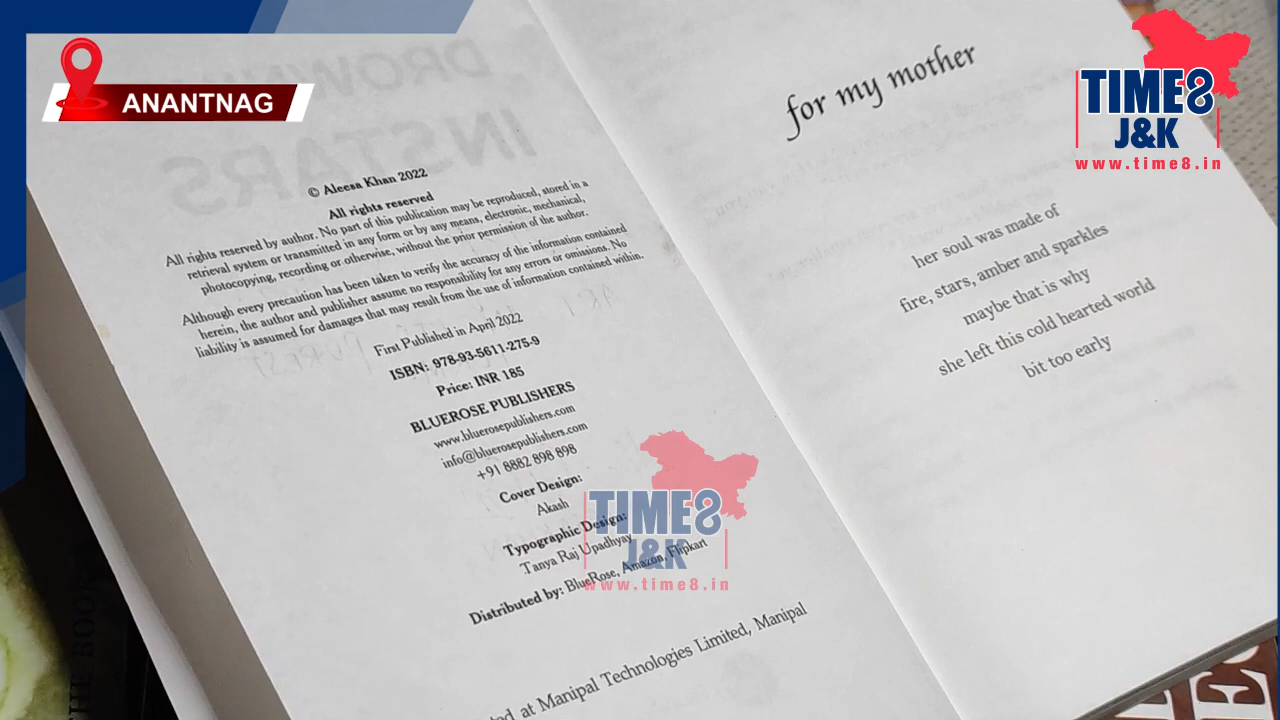 ANANTNAG
TIME8
J&K
www.time8.in
© Aleesa Khan 2022
All rights reserved
All rights reserved by author. No part of this publication may be reproduced, stored in a
retrieval system or transmitted in any form or by any means, electronic, mechanical,
photocopying, recording or otherwise, without the prior permission of the author.
Although every precaution has been taken to verify the accuracy of the information contained
herein, the author and publisher assume no responsibility for any errors or omissions. No
liability is assumed for damages that may result from the use of information contained within.
First Published in April 2022
ISBN: 978-93-5611-275-9
Price: INR 185
BLUEROSE PUBLISHERS
www.bluerosepublishers.com
info@bluerosepublishers.com
+91 8882 898 898
Cover Design:
Akash
Typographic Design:
Tanya Raj Upadhyay
Distributed by: BlueRose, Amazon, Flipkart
at Manipal Technologies Limited, Manipal
TIME8
J&K
www.time8.in
for my mother
her soul was made of
fire, stars, amber and sparkles
maybe that is why
she left this cold hearted world
bit too early